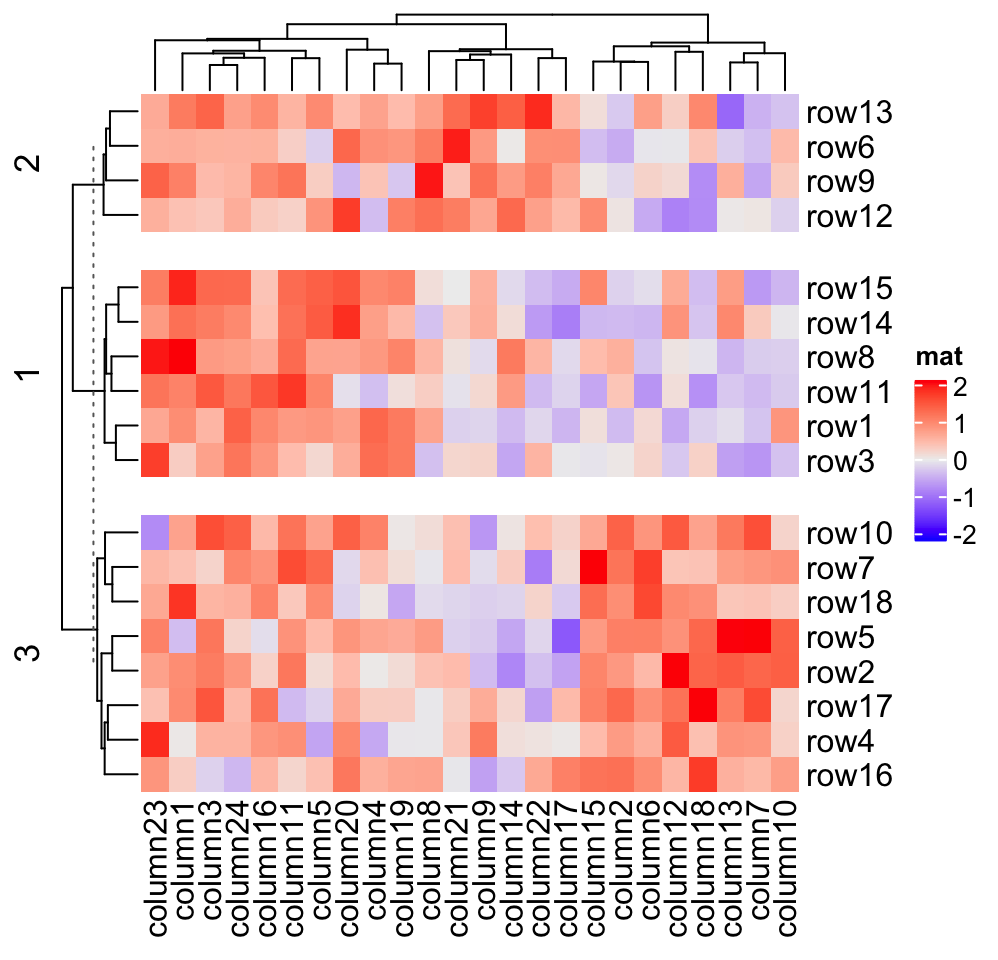 2
row13
row6
row9
row12
1
row15
row14
row8
row11
row1
row3
3
row10
row7
row18
row5
row2
row17
row4
row16
column23
column1
column3
column24
column16
column11
column5
column20
column4
column19
column8
column21
column9
column14
column22
column17
column15
column2
column6
column12
column18
column13
column7
column10
mat
2
1
0
-1
-2